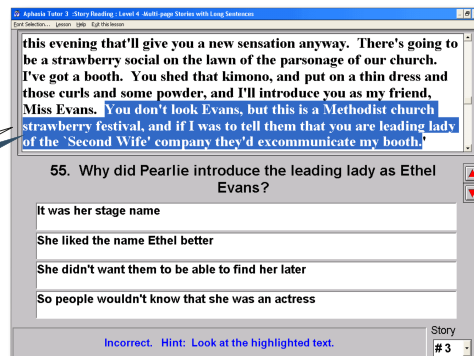 Aphasia Tutor 3 :Story Reading : Level 4 -Multi-page Stories with Long Sentences
Font Selection... Lesson Help Exit this lesson
this evening that'll give you a new sensation anyway. There's going to
be a strawberry social on the lawn of the parsonage of our church.
I've got a booth. You shed that kimono, and put on a thin dress and
those curls and some powder, and I'll introduce you as my friend,
Miss Evans. You don't look Evans, but this is a Methodist church
strawberry festival, and if I was to tell them that you are leading lady
of the `Second Wife' company they'd excommunicate my booth.'
55. Why did Pearlie introduce the leading lady as Ethel
Evans?
It was her stage name
She liked the name Ethel better
She didn't want them to be able to find her later
So people wouldn't know that she was an actress
Incorrect. Hint: Look at the highlighted text.
Story
# 3